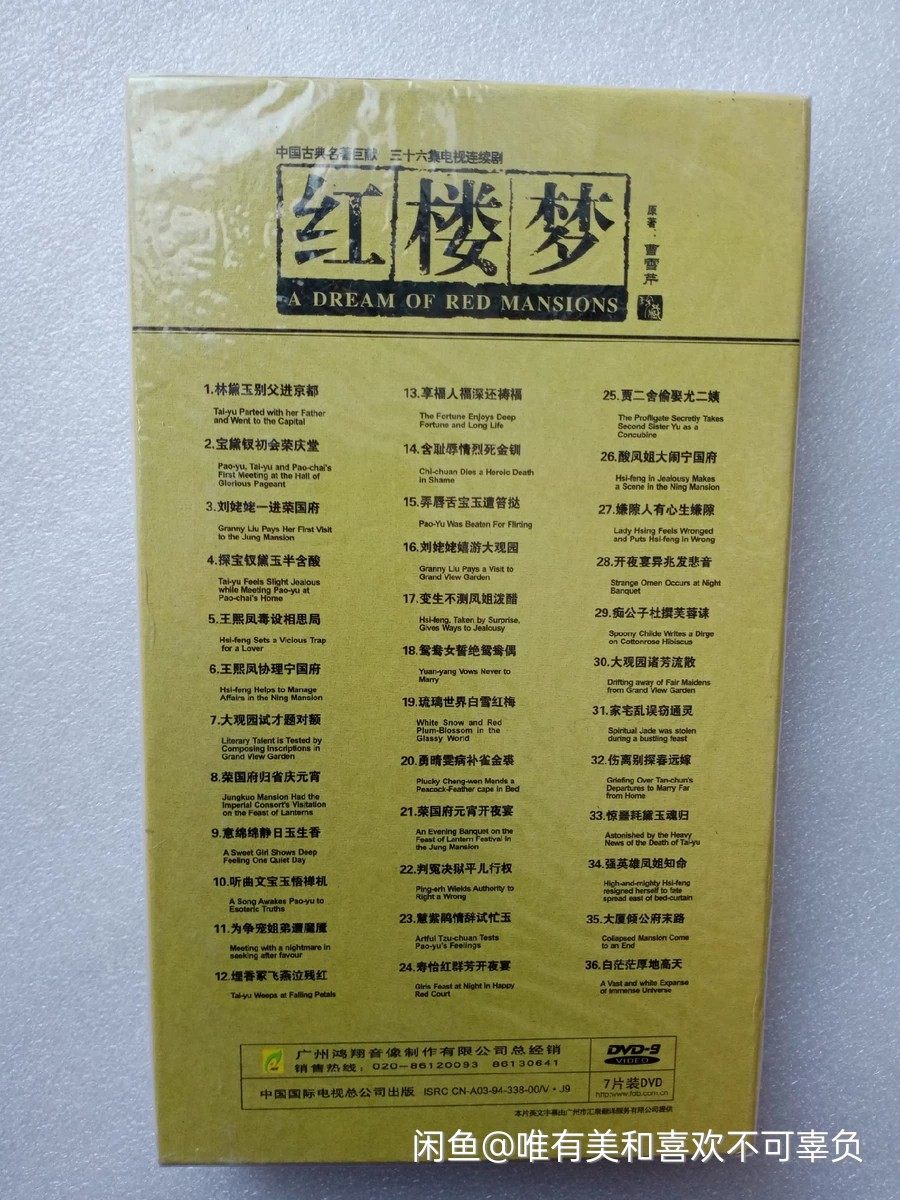 中国古典名著巨献 三十六集电视连续剧
红楼梦
原著:曹雪芹
珍藏
A DREAM OF RED MANSIONS
1.林黛玉别父进京都
Tai-yu Parted with her Father
and Went to the Capital
2.宝黛钗初会荣庆堂
Pao-yu, Tai-yu and Pao-chai's
First Meeting at the Hall of
Glorious Pageant
3.刘姥姥一进荣国府
Granny Liu Pays Her First Visit
to the Jung Mansion
4.探宝钗黛玉半含酸
Tai-yu Feels Slight Jealous
while Meeting Pao-yu at
Pao-chai's Home
5.王熙凤毒设相思局
Hsi-feng Sets a Vicious Trap
for a Lover
6.王熙凤协理宁国府
Hsi-feng Helps to Manage
Affairs in the Ning Mansion
7.大观园试才题对额
Literary Talent is Tested by
Composing Inscriptions in
Grand View Garden
8.荣国府归省庆元宵
Jungkuo Mansion Had the
Imperial Consort's Visitation
on the Feast of Lanterns
9.意绵绵静日玉生香
A Sweet Girl Shows Deep
Feeling One Quiet Day
10.听曲文宝玉悟禅机
A Song Awakes Pao-yu to
Esoteric Truths
11.为争宠姐弟遭魔魇
Meeting with a nightmare in
seeking after favour
12.埋香冢飞燕泣残红
Tai-yu Weeps at Falling Petals
13.享福人福深还祷福
The Fortune Enjoys Deep
Fortune and Long Life
14.含耻辱情烈死金钏
Chi-chuan Dies a Heroic Death
in Shame
15.弄唇舌宝玉遭笞挞
Pao-Yu Was Beaten For Flirting
16.刘姥姥嬉游大观园
Granny Liu Pays a Visit to
Grand View Garden
17.变生不测凤姐泼醋
Hsi-feng, Taken by Surprise,
Gives Ways to Jealousy
18.鸳鸯女誓绝鸳鸯偶
Yuan-yang Vows Never to
Marry
19.琉璃世界白雪红梅
White Snow and Red
Plum-Blossom in the
Glassy World
20.勇晴雯病补雀金裘
Plucky Cheng-wen Mends a
Peacock-Feather cape in Bed
21.荣国府元宵开夜宴
An Evening Banquet on the
Feast of Lantern Festival in
the Jung Mansion
22.判冤决狱平儿行权
Ping-erh Wields Authority to
Right a Wrong
23.慧紫鹃情辞试忙玉
Artful Tzu-chuan Tests
Pao-yu's Feelings
24.寿怡红群芳开夜宴
Girls Feast at Night in Happy
Red Court
25.贾二舍偷娶尤二姨
The Profligate Secretly Takes
Second Sister Yu as a
Concubine
26.酸凤姐大闹宁国府
Hsi-feng in Jealousy Makes
a Scene in the Ning Mansion
27.嫌隙人有心生嫌隙
Lady Hsing Feels Wronged
and Puts Hsi-feng in Wrong
28.开夜宴异兆发悲音
Strange Omen Occurs at Night
Banquet
29.痴公子杜撰芙蓉诔
Spoony Childe Writes a Dirge
on Cottonrose Hibiscus
30.大观园诸芳流散
Drifting away of Fair Maidens
from Grand View Garden
31.家宅乱误窃通灵
Spiritual Jade was stolen
during a bustling feast
32.伤离别探春远嫁
Griefing Over Tan-chun's
Departures to Marry Far
from Home
33.惊噩耗黛玉魂归
Astonished by the Heavy
News of the Death of Tai-yu
34.强英雄凤姐知命
High-and-mighty Hsi-feng
resigned herself to fate
spread east of bed-curtain
35.大厦倾公府末路
Collapsed Mansion Come
to an End
36.白茫茫厚地高天
A Vast and white Expanse
of Immense Universe
广州鸿翔音像制作有限公司总经销
销售热线:020-86120093 86130641
中国国际电视总公司出版 ISRC CN-A03-94-338-00/V·J9
DVD-9
VIDEO
7片装DVD
http:www.fab.com.cn
本片英文字幕由广州市汇泉翻译服务有限公司提供
闲鱼@唯有美和喜欢不可辜负